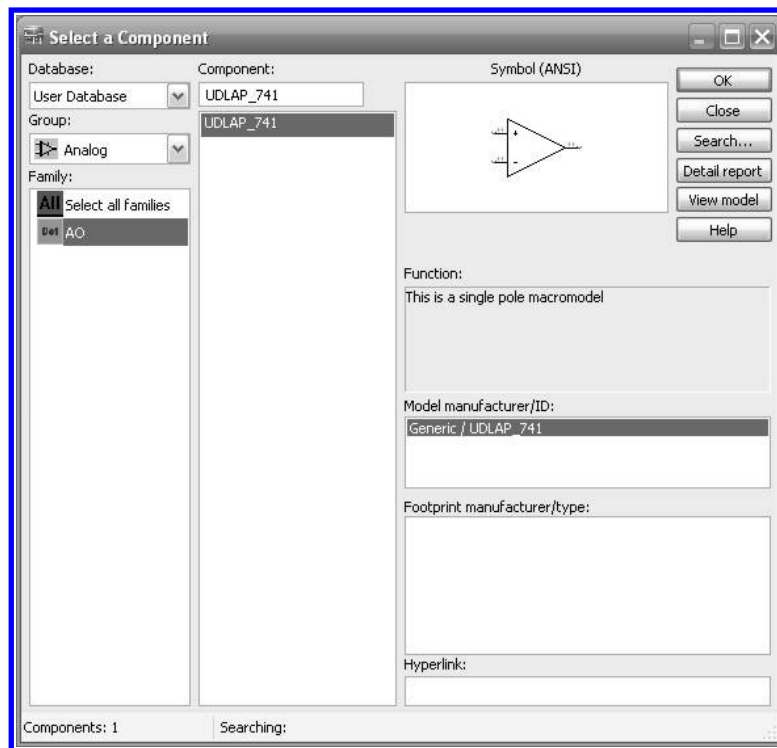 Select a Component
Database:
User Database
Group:
Analog
Family:
All Select all families
AO
Component:
UDLAP_741
UDLAP_741
Symbol (ANSI)
+
-
OK
Close
Search...
Detail report
View model
Help
Function:
This is a single pole macromodel
Model manufacturer/ID:
Generic / UDLAP_741
Footprint manufacturer/type:
Hyperlink:
Components: 1
Searching: